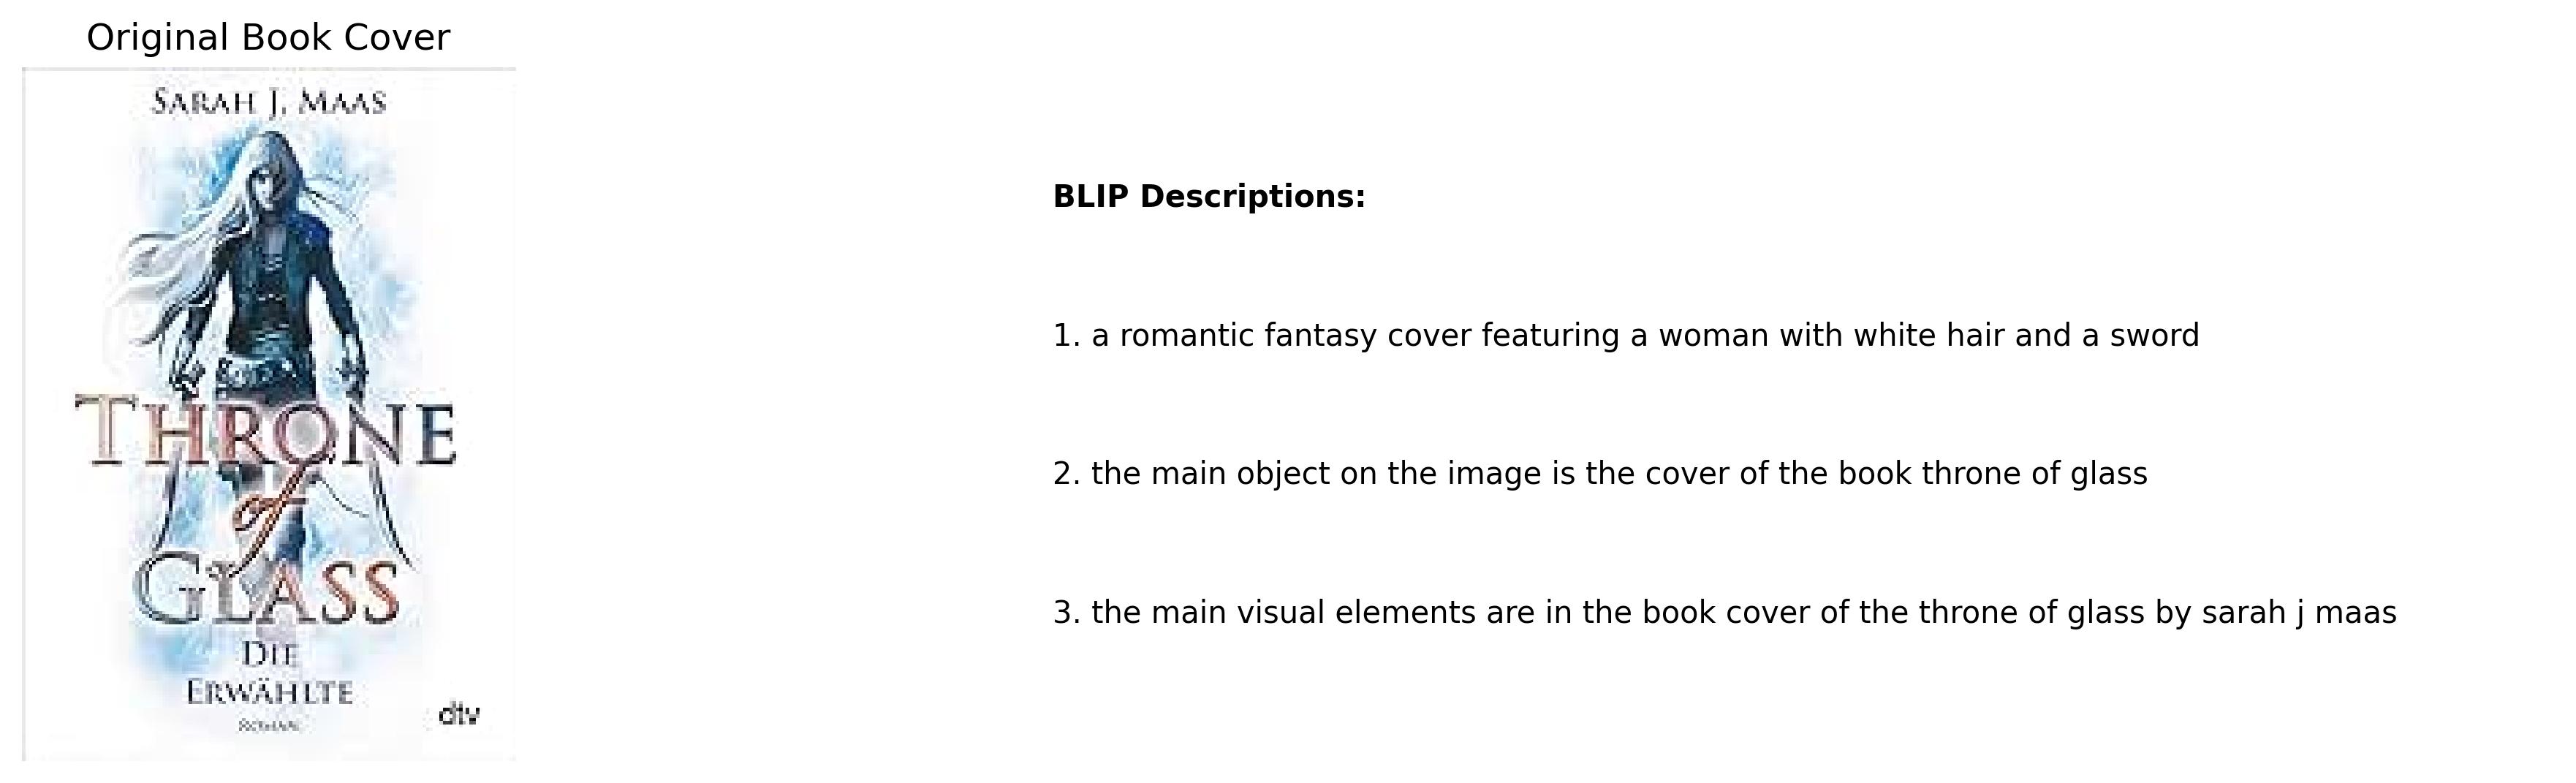 Original Book Cover
SARAH J. MAAS
THRONE
of
GLASS
DIE
ERWÄHLTE
ROMAN
dtv
BLIP Descriptions:
1. a romantic fantasy cover featuring a woman with white hair and a sword
2. the main object on the image is the cover of the book throne of glass
3. the main visual elements are in the book cover of the throne of glass by sarah j maas